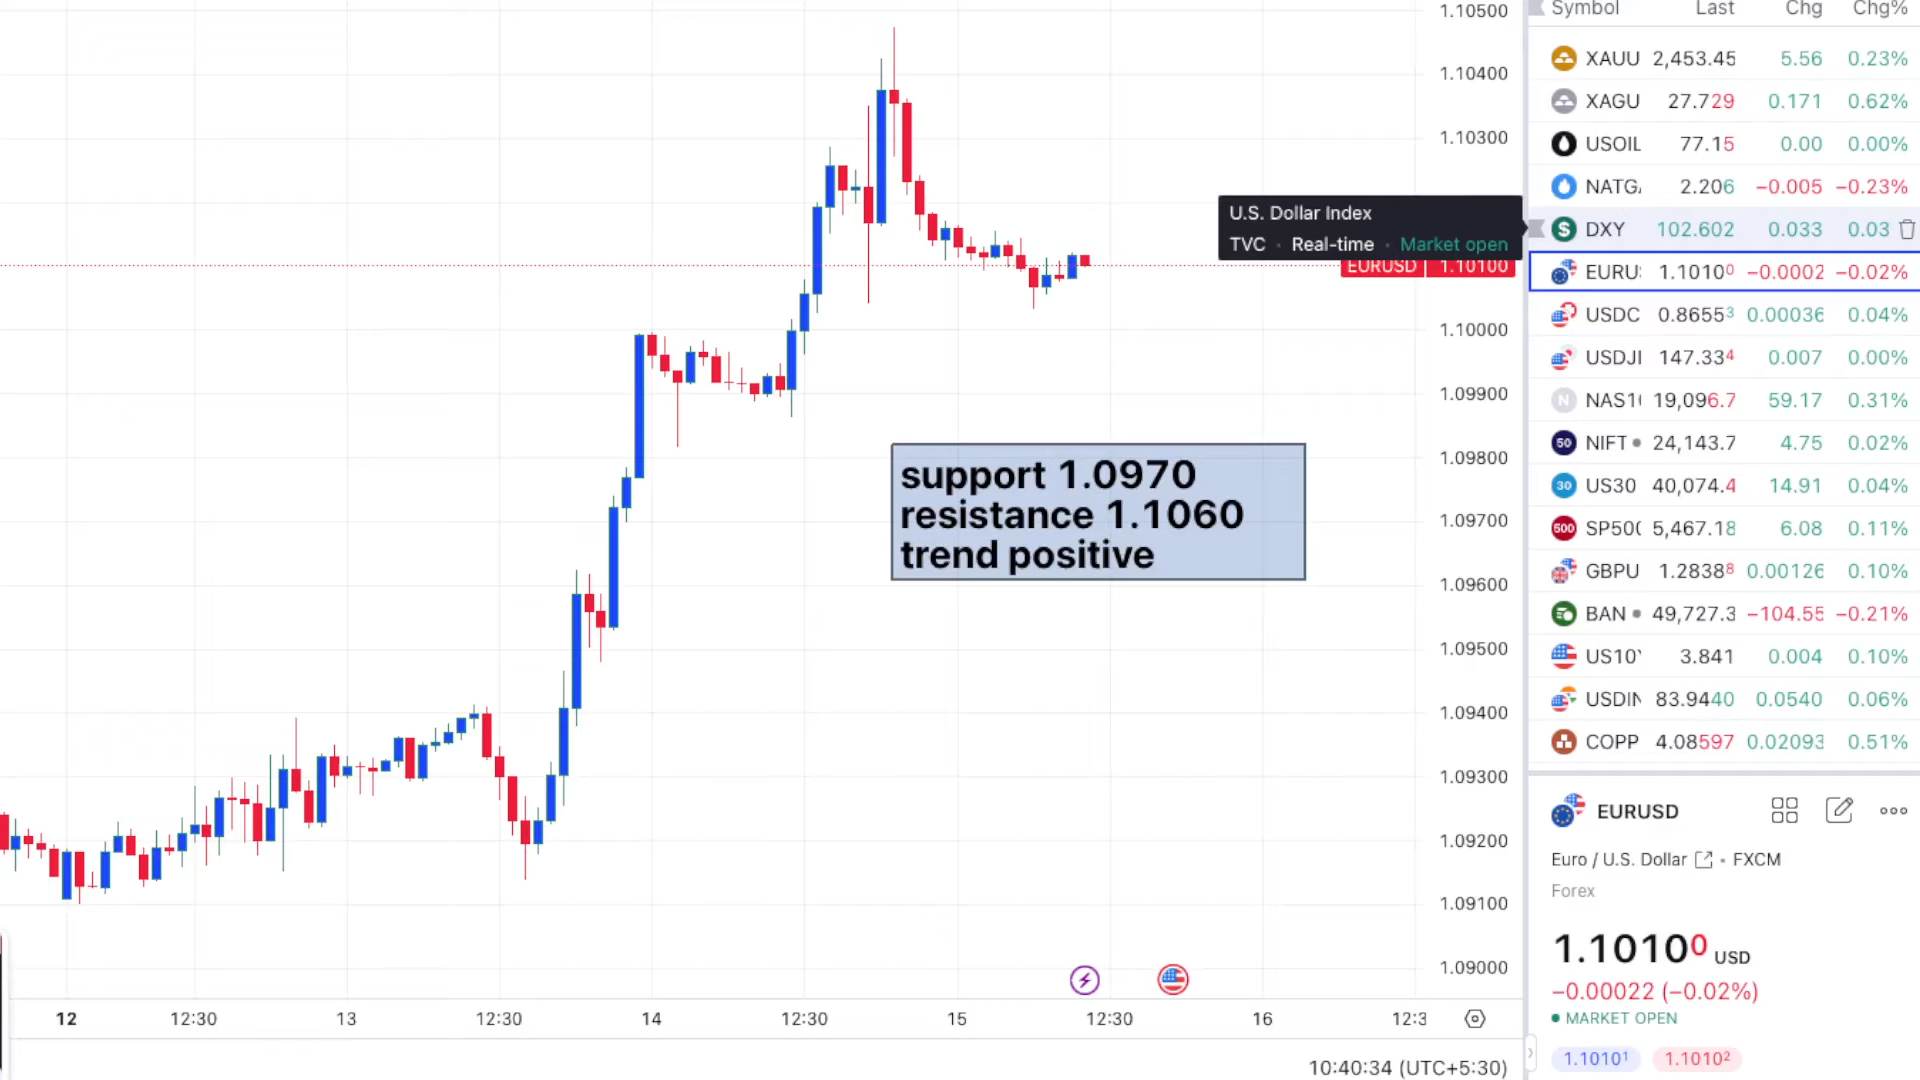 Symbol Last Chg Chg%
1.10500
1.10400
1.10300
1.10000
1.09900
1.09800
1.09700
1.09600
1.09500
1.09400
1.09300
1.09200
1.09100
1.09000
U.S. Dollar Index
TVC · Real-time · Market open
EURUSD 1.10100
support 1.0970
resistance 1.1060
trend positive
12 12:30 13 12:30 14 12:30 15 12:30 16 12:3
10:40:34 (UTC+5:30)
XAUU 2,453.45 5.56 0.23%
XAGU 27.729 0.171 0.62%
USOIL 77.15 0.00 0.00%
NATG 2.206 −0.005 −0.23%
$ DXY 102.602 0.033 0.03
EURU 1.10100 −0.0002 −0.02%
USDC 0.86553 0.00036 0.04%
USDJ 147.334 0.007 0.00%
N NAS1 19,096.7 59.17 0.31%
50 NIFT 24,143.7 4.75 0.02%
30 US30 40,074.4 14.91 0.04%
500 SP50 5,467.18 6.08 0.11%
GBPU 1.28388 0.00126 0.10%
BAN 49,727.3 −104.55 −0.21%
US10 3.841 0.004 0.10%
USDIN 83.9440 0.0540 0.06%
COPP 4.08597 0.02093 0.51%
EURUSD
Euro / U.S. Dollar · FXCM
Forex
1.10100 USD
−0.00022 (−0.02%)
MARKET OPEN
1.10101 1.10102